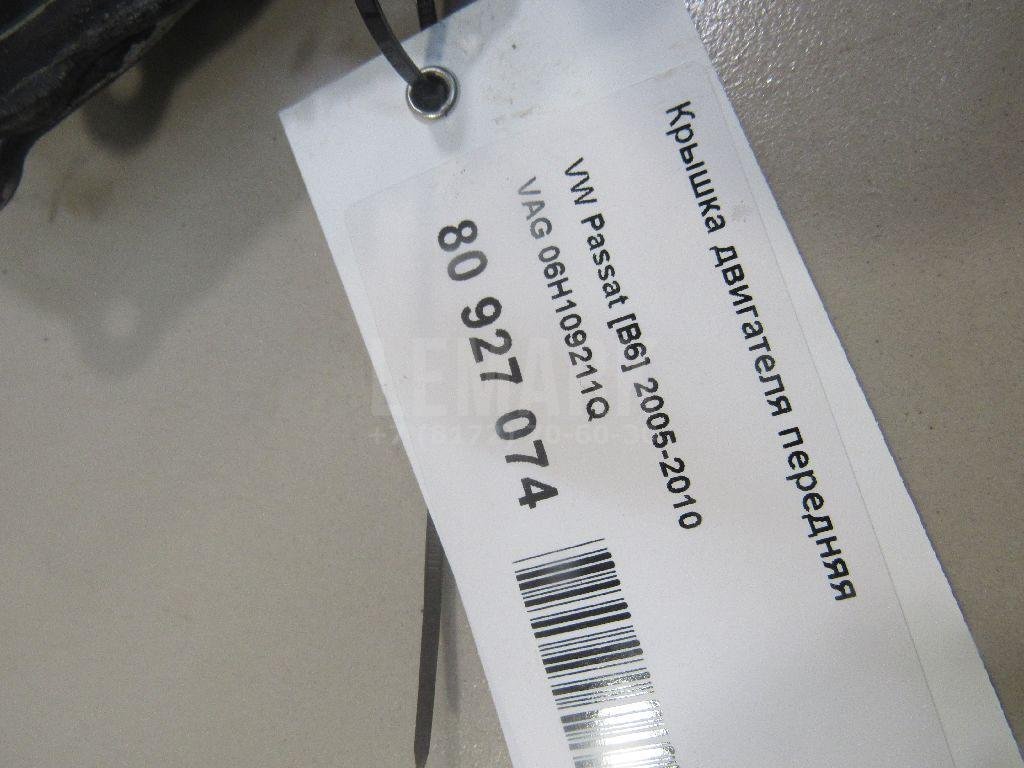 Крышка двигателя передняя
VW Passat [B6] 2005-2010
VAG 06H109211Q
80 927 074